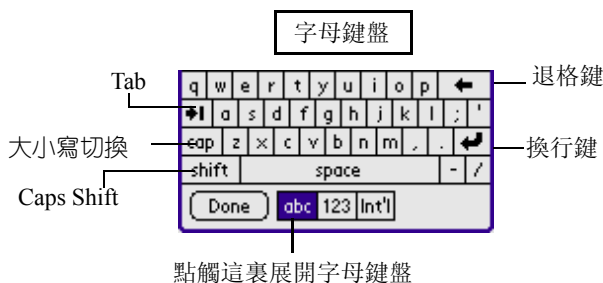 字母鍵盤
Tab
大小寫切換
Caps Shift
q w e r t y u i o p
a s d f g h j k l ; '
cap z x c v b n m , .
shift space - /
Done abc 123 Int'l
退格鍵
換行鍵
點觸這裏展開字母鍵盤